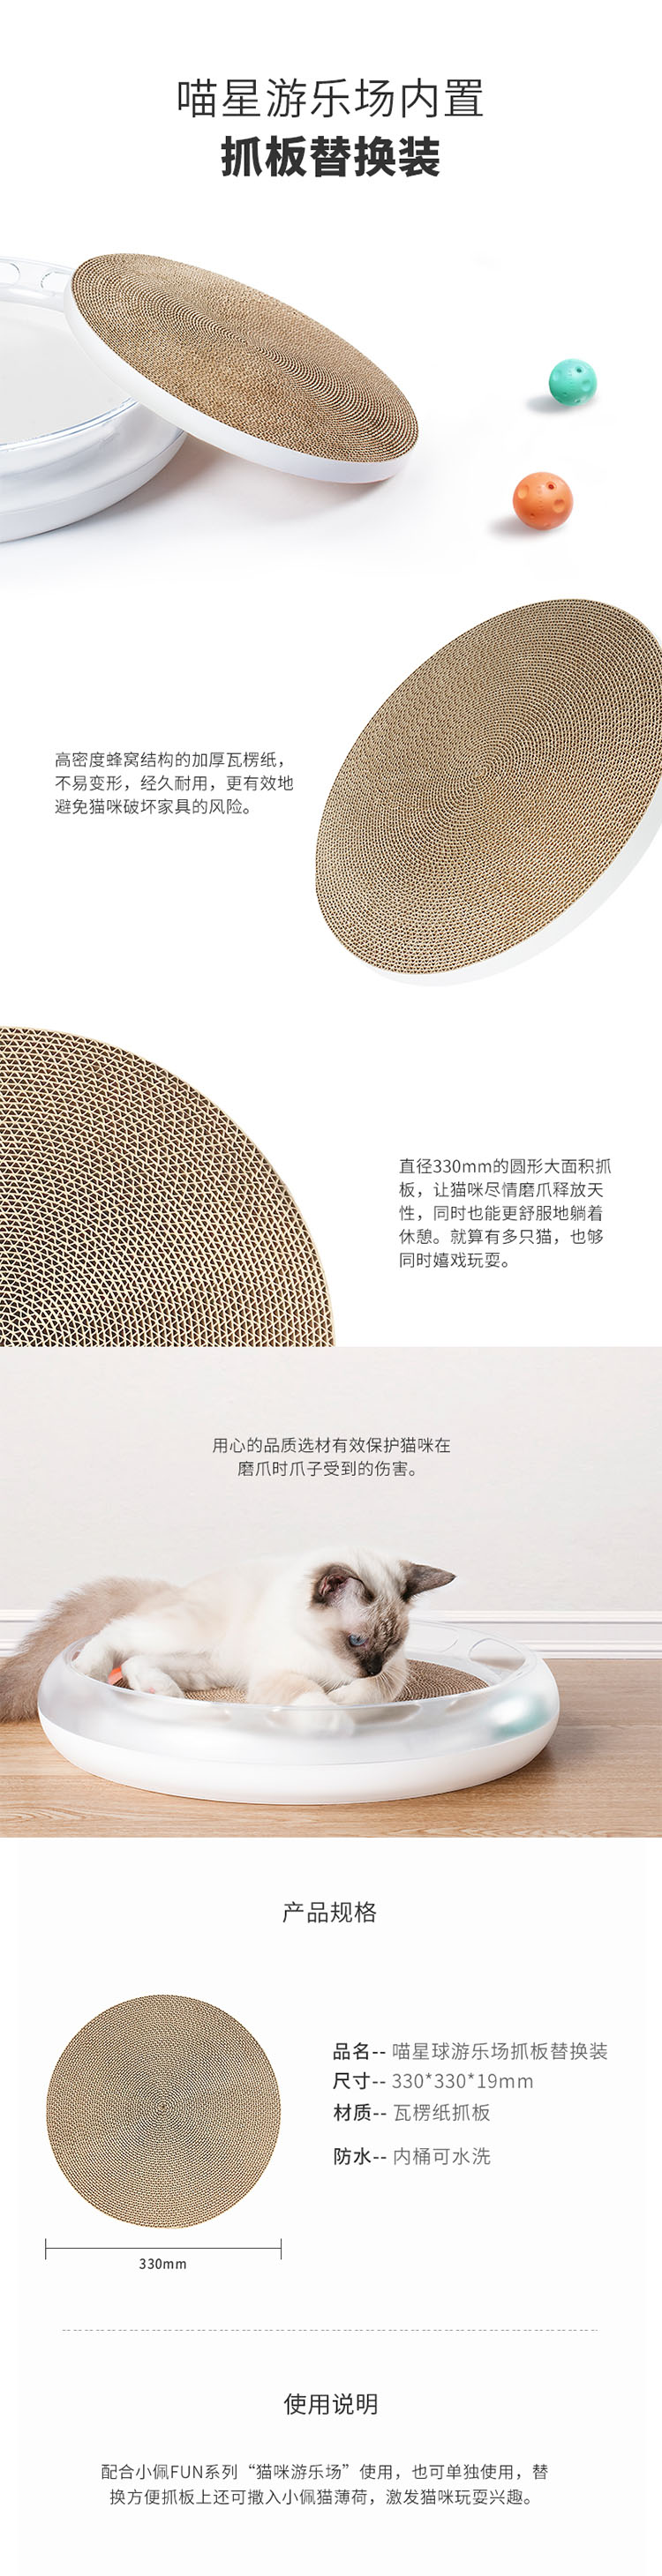 喵星游乐场内置
抓板替换装
高密度蜂窝结构的加厚瓦楞纸，
不易变形，经久耐用，更有效地
避免猫咪破坏家具的风险。
直径330mm的圆形大面积抓
板，让猫咪尽情磨爪释放天
性，同时也能更舒服地躺着
休憩。就算有多只猫，也够
同时嬉戏玩耍。
用心的品质选材有效保护猫咪在
磨爪时爪子受到的伤害。
产品规格
品名-- 喵星球游乐场抓板替换装
尺寸-- 330*330*19mm
材质-- 瓦楞纸抓板
防水-- 内桶可水洗
330mm
使用说明
配合小佩FUN系列“猫咪游乐场”使用，也可单独使用，替
换方便抓板上还可撒入小佩猫薄荷，激发猫咪玩耍兴趣。